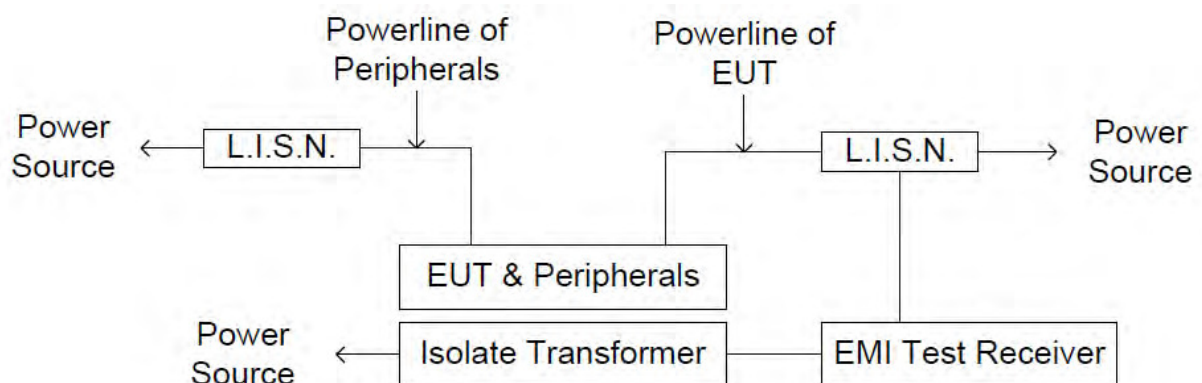 Powerline of
Peripherals
Powerline of
EUT
Power
Source
L.I.S.N.
L.I.S.N.
Power
Source
EUT & Peripherals
Power
Source
Isolate Transformer
EMI Test Receiver